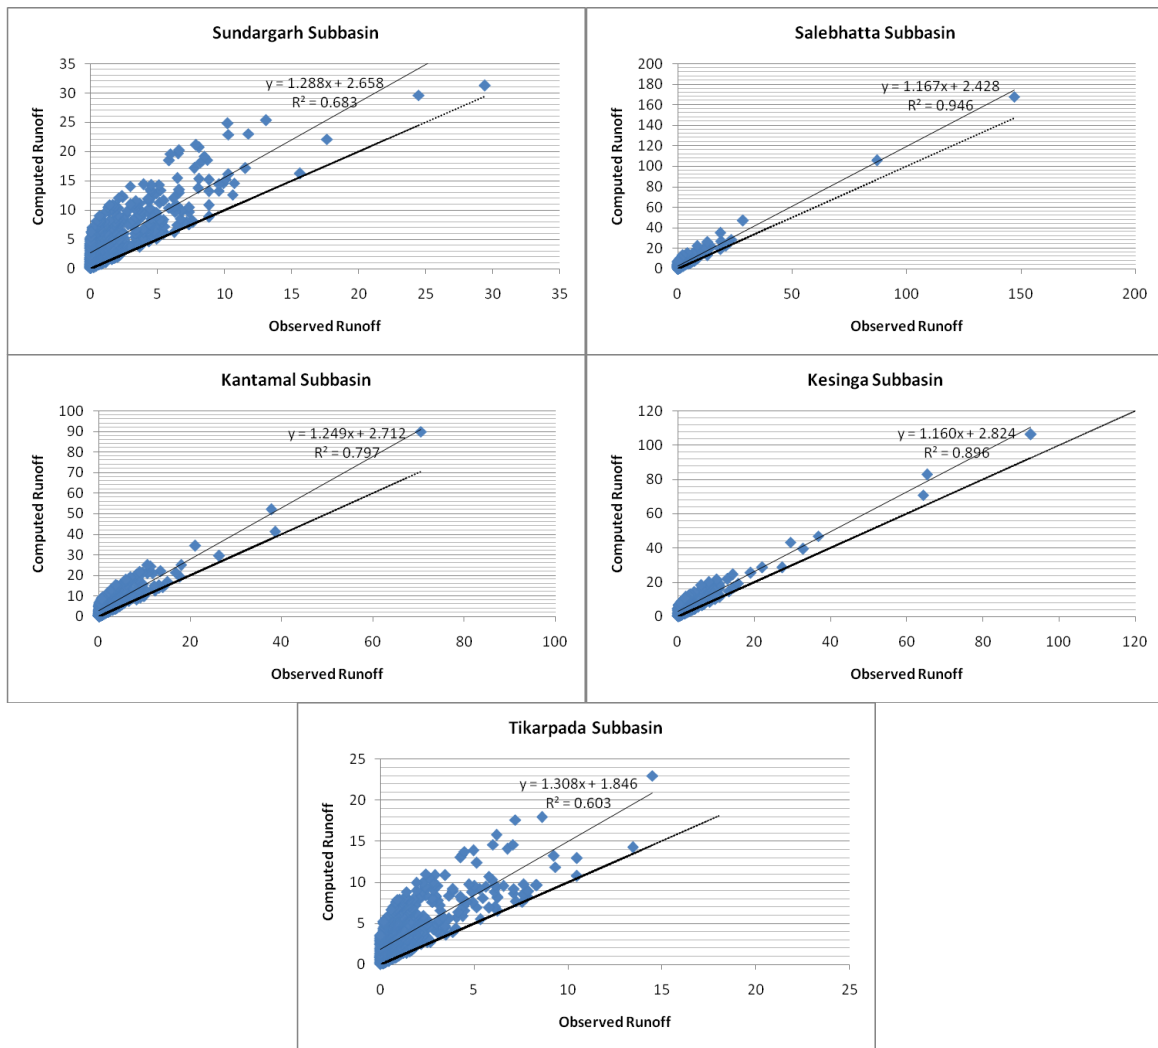 Sundargarh Subbasin
Computed Runoff
35
30
25
20
15
10
5
0
y = 1.288x + 2.658
R² = 0.683
0 5 10 15 20 25 30 35
Observed Runoff
Salebhatta Subbasin
Computed Runoff
200
180
160
140
120
100
80
60
40
20
0
y = 1.167x + 2.428
R² = 0.946
0 50 100 150 200
Observed Runoff
Kantamal Subbasin
Computed Runoff
100
90
80
70
60
50
40
30
20
10
0
y = 1.249x + 2.712
R² = 0.797
0 20 40 60 80 100
Observed Runoff
Kesinga Subbasin
Computed Runoff
120
100
80
60
40
20
0
y = 1.160x + 2.824
R² = 0.896
0 20 40 60 80 100 120
Observed Runoff
Tikarpada Subbasin
Computed Runoff
25
20
15
10
5
0
y = 1.308x + 1.846
R² = 0.603
0 5 10 15 20 25
Observed Runoff